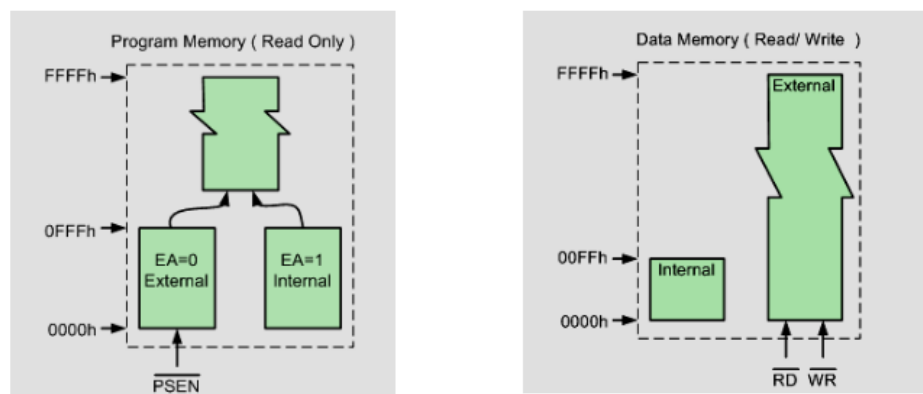 Program Memory ( Read Only )
FFFFh
0FFFh
EA=0
External
EA=1
Internal
0000h
PSEN
Data Memory ( Read/ Write )
FFFFh
External
00FFh
Internal
0000h
RD WR